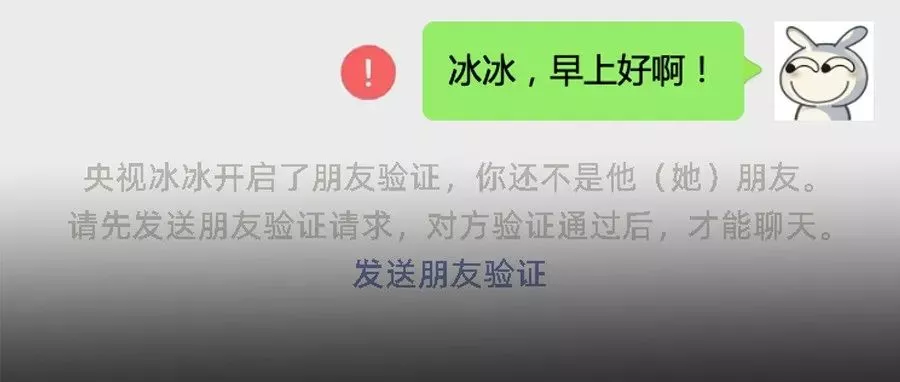 冰冰，早上好啊！
央视冰冰开启了朋友验证，你还不是他（她）朋友。
请先发送朋友验证请求，对方验证通过后，才能聊天。
发送朋友验证